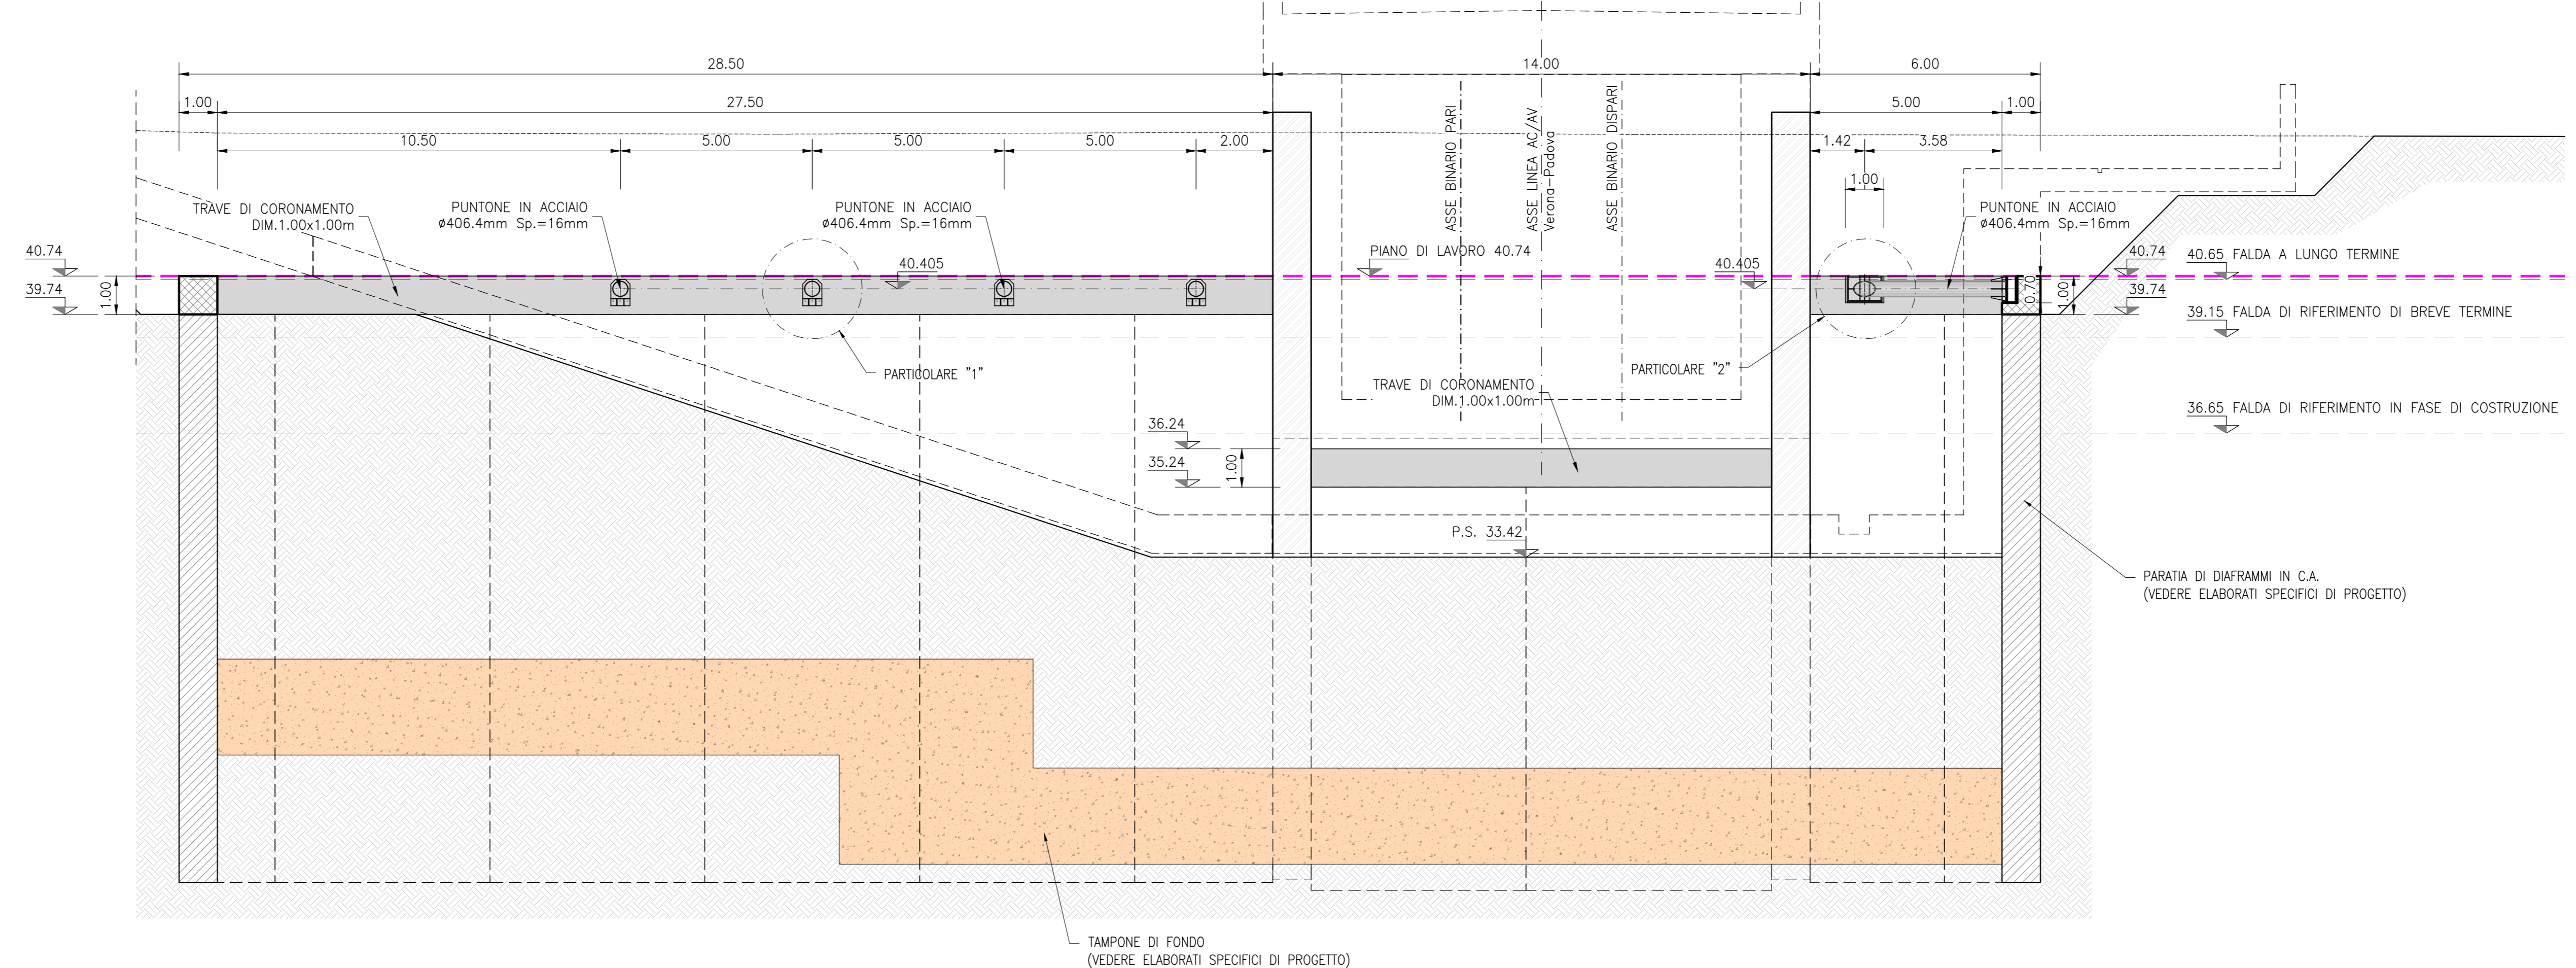 28.50
14.00
6.00
1.00
27.50
5.00
1.00
10.50
5.00
5.00
5.00
2.00
1.42
3.58
1.00
ASSE BINARIO PARI
ASSE LINEA AC/AV
Verona-Padova
ASSE BINARIO DISPARI
TRAVE DI CORONAMENTO
DIM.1.00x1.00m
PUNTONE IN ACCIAIO
ø406.4mm Sp.=16mm
PUNTONE IN ACCIAIO
ø406.4mm Sp.=16mm
PUNTONE IN ACCIAIO
ø406.4mm Sp.=16mm
40.74
39.74
1.00
40.405
PIANO DI LAVORO 40.74
40.405
0.70
1.00
40.74
39.74
40.65 FALDA A LUNGO TERMINE
39.15 FALDA DI RIFERIMENTO DI BREVE TERMINE
36.65 FALDA DI RIFERIMENTO IN FASE DI COSTRUZIONE
PARTICOLARE "1"
PARTICOLARE "2"
TRAVE DI CORONAMENTO
DIM.1.00x1.00m
36.24
35.24
1.00
P.S. 33.42
PARATIA DI DIAFRAMMI IN C.A.
(VEDERE ELABORATI SPECIFICI DI PROGETTO)
TAMPONE DI FONDO
(VEDERE ELABORATI SPECIFICI DI PROGETTO)